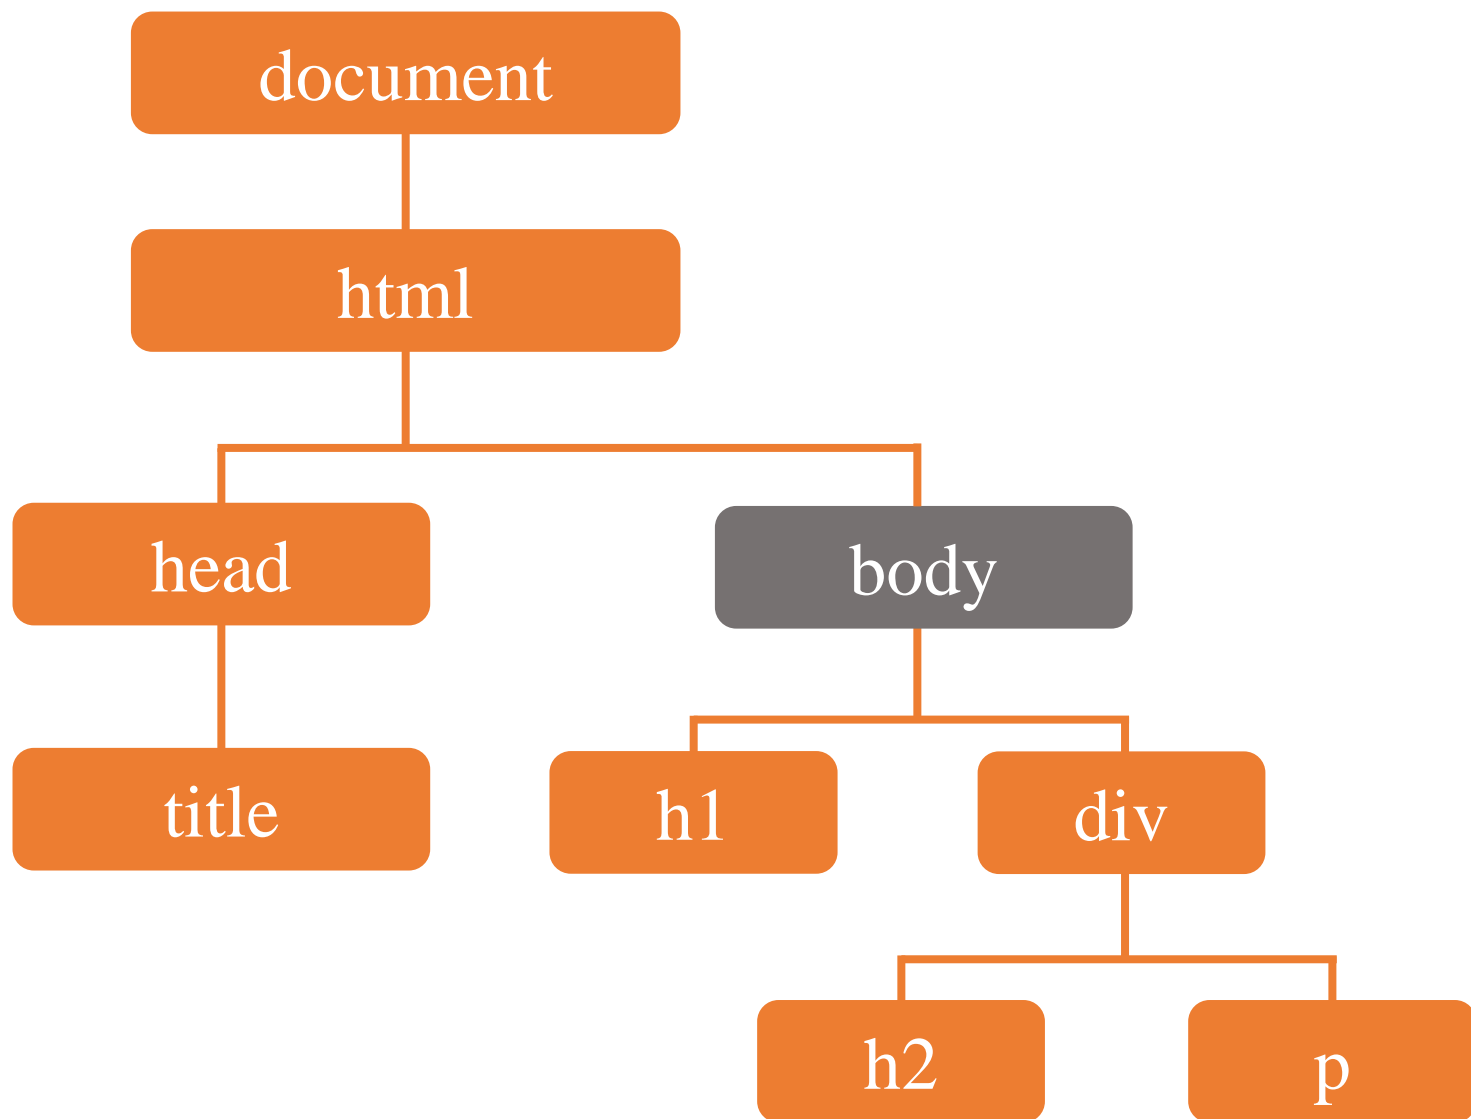 document
html
head
body
title
h1
div
h2
p